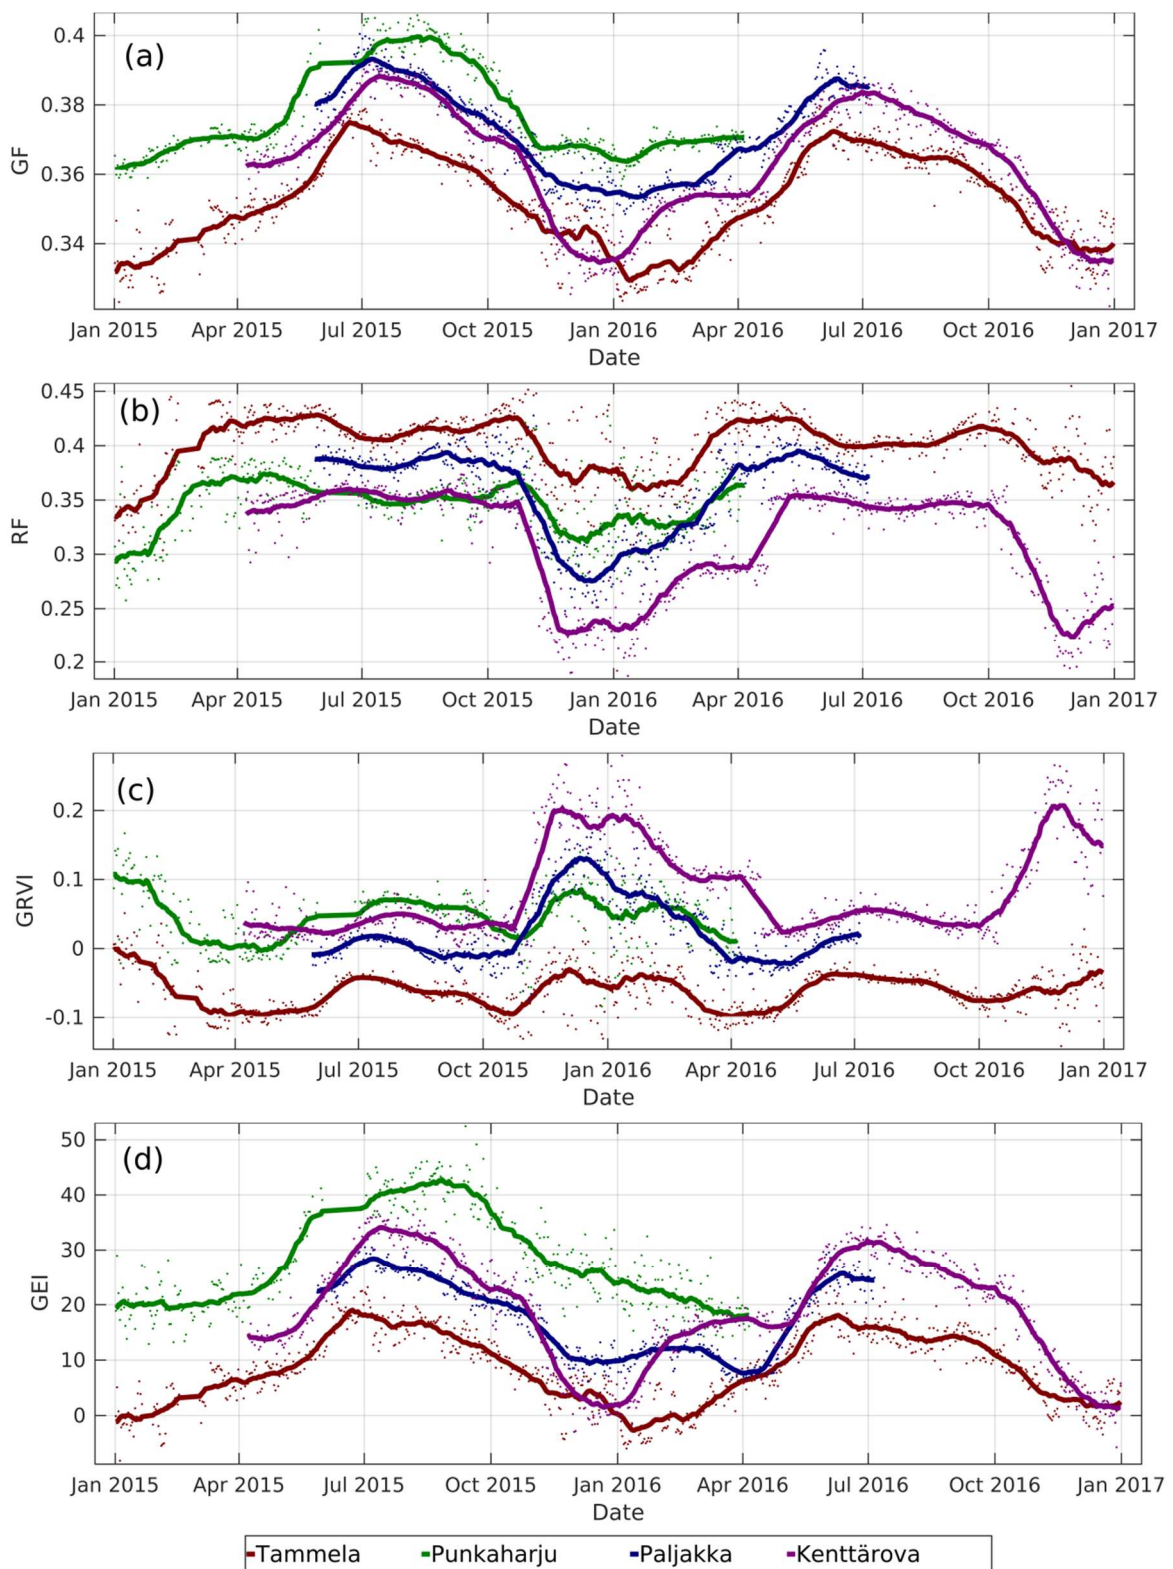 (a)
0.4
0.38
0.36
0.34
GF
Jan 2015 Apr 2015 Jul 2015 Oct 2015 Jan 2016 Apr 2016 Jul 2016 Oct 2016 Jan 2017
Date
(b)
0.45
0.4
0.35
0.3
0.25
0.2
RF
Jan 2015 Apr 2015 Jul 2015 Oct 2015 Jan 2016 Apr 2016 Jul 2016 Oct 2016 Jan 2017
Date
(c)
0.2
0.1
0
-0.1
GRVI
Jan 2015 Apr 2015 Jul 2015 Oct 2015 Jan 2016 Apr 2016 Jul 2016 Oct 2016 Jan 2017
Date
(d)
50
40
30
20
10
0
GEI
Jan 2015 Apr 2015 Jul 2015 Oct 2015 Jan 2016 Apr 2016 Jul 2016 Oct 2016 Jan 2017
Date
Tammela Punkaharju Paljakka Kenttärova